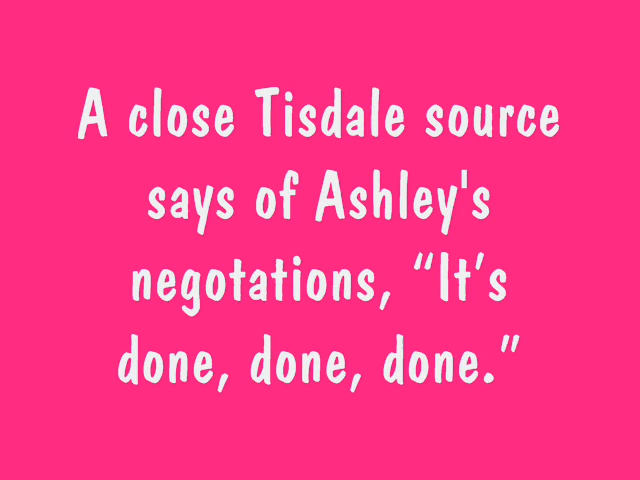 A close Tisdale source
says of Ashley's
negotations, “It’s
done, done, done.”